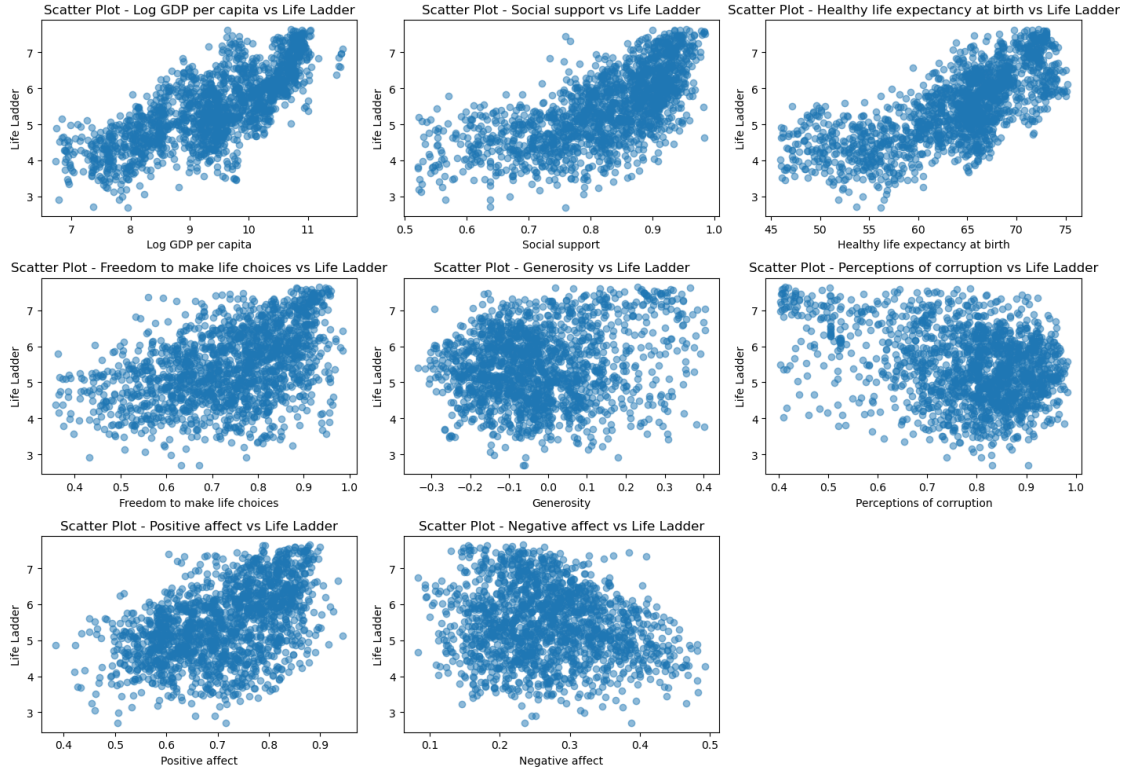 Scatter Plot - Log GDP per capita vs Life Ladder
Life Ladder
7
6
5
4
3
7 8 9 10 11
Log GDP per capita
Scatter Plot - Social support vs Life Ladder
Life Ladder
7
6
5
4
3
0.5 0.6 0.7 0.8 0.9 1.0
Social support
Scatter Plot - Healthy life expectancy at birth vs Life Ladder
Life Ladder
7
6
5
4
3
45 50 55 60 65 70 75
Healthy life expectancy at birth
Scatter Plot - Freedom to make life choices vs Life Ladder
Life Ladder
7
6
5
4
3
0.4 0.5 0.6 0.7 0.8 0.9 1.0
Freedom to make life choices
Scatter Plot - Generosity vs Life Ladder
Life Ladder
7
6
5
4
3
−0.3 −0.2 −0.1 0.0 0.1 0.2 0.3 0.4
Generosity
Scatter Plot - Perceptions of corruption vs Life Ladder
Life Ladder
7
6
5
4
3
0.4 0.5 0.6 0.7 0.8 0.9 1.0
Perceptions of corruption
Scatter Plot - Positive affect vs Life Ladder
Life Ladder
7
6
5
4
3
0.4 0.5 0.6 0.7 0.8 0.9
Positive affect
Scatter Plot - Negative affect vs Life Ladder
Life Ladder
7
6
5
4
3
0.1 0.2 0.3 0.4 0.5
Negative affect